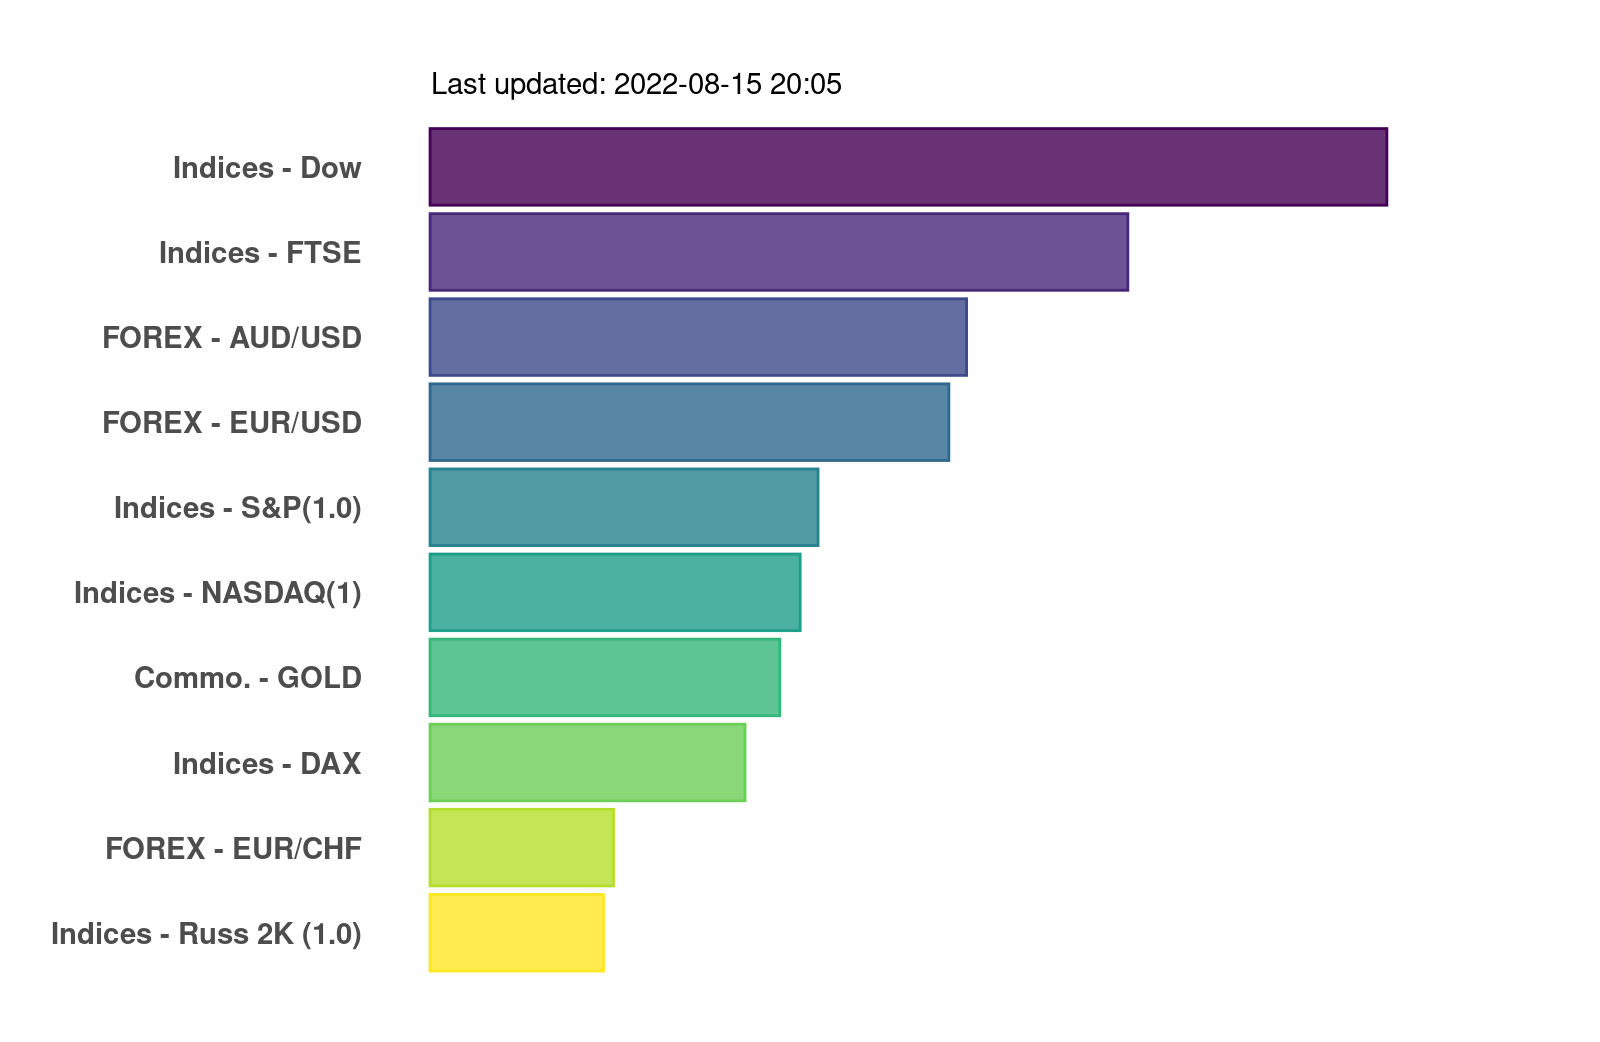 Last updated: 2022-08-15 20:05
Indices - Dow
Indices - FTSE
FOREX - AUD/USD
FOREX - EUR/USD
Indices - S&P(1.0)
Indices - NASDAQ(1)
Commo. - GOLD
Indices - DAX
FOREX - EUR/CHF
Indices - Russ 2K (1.0)